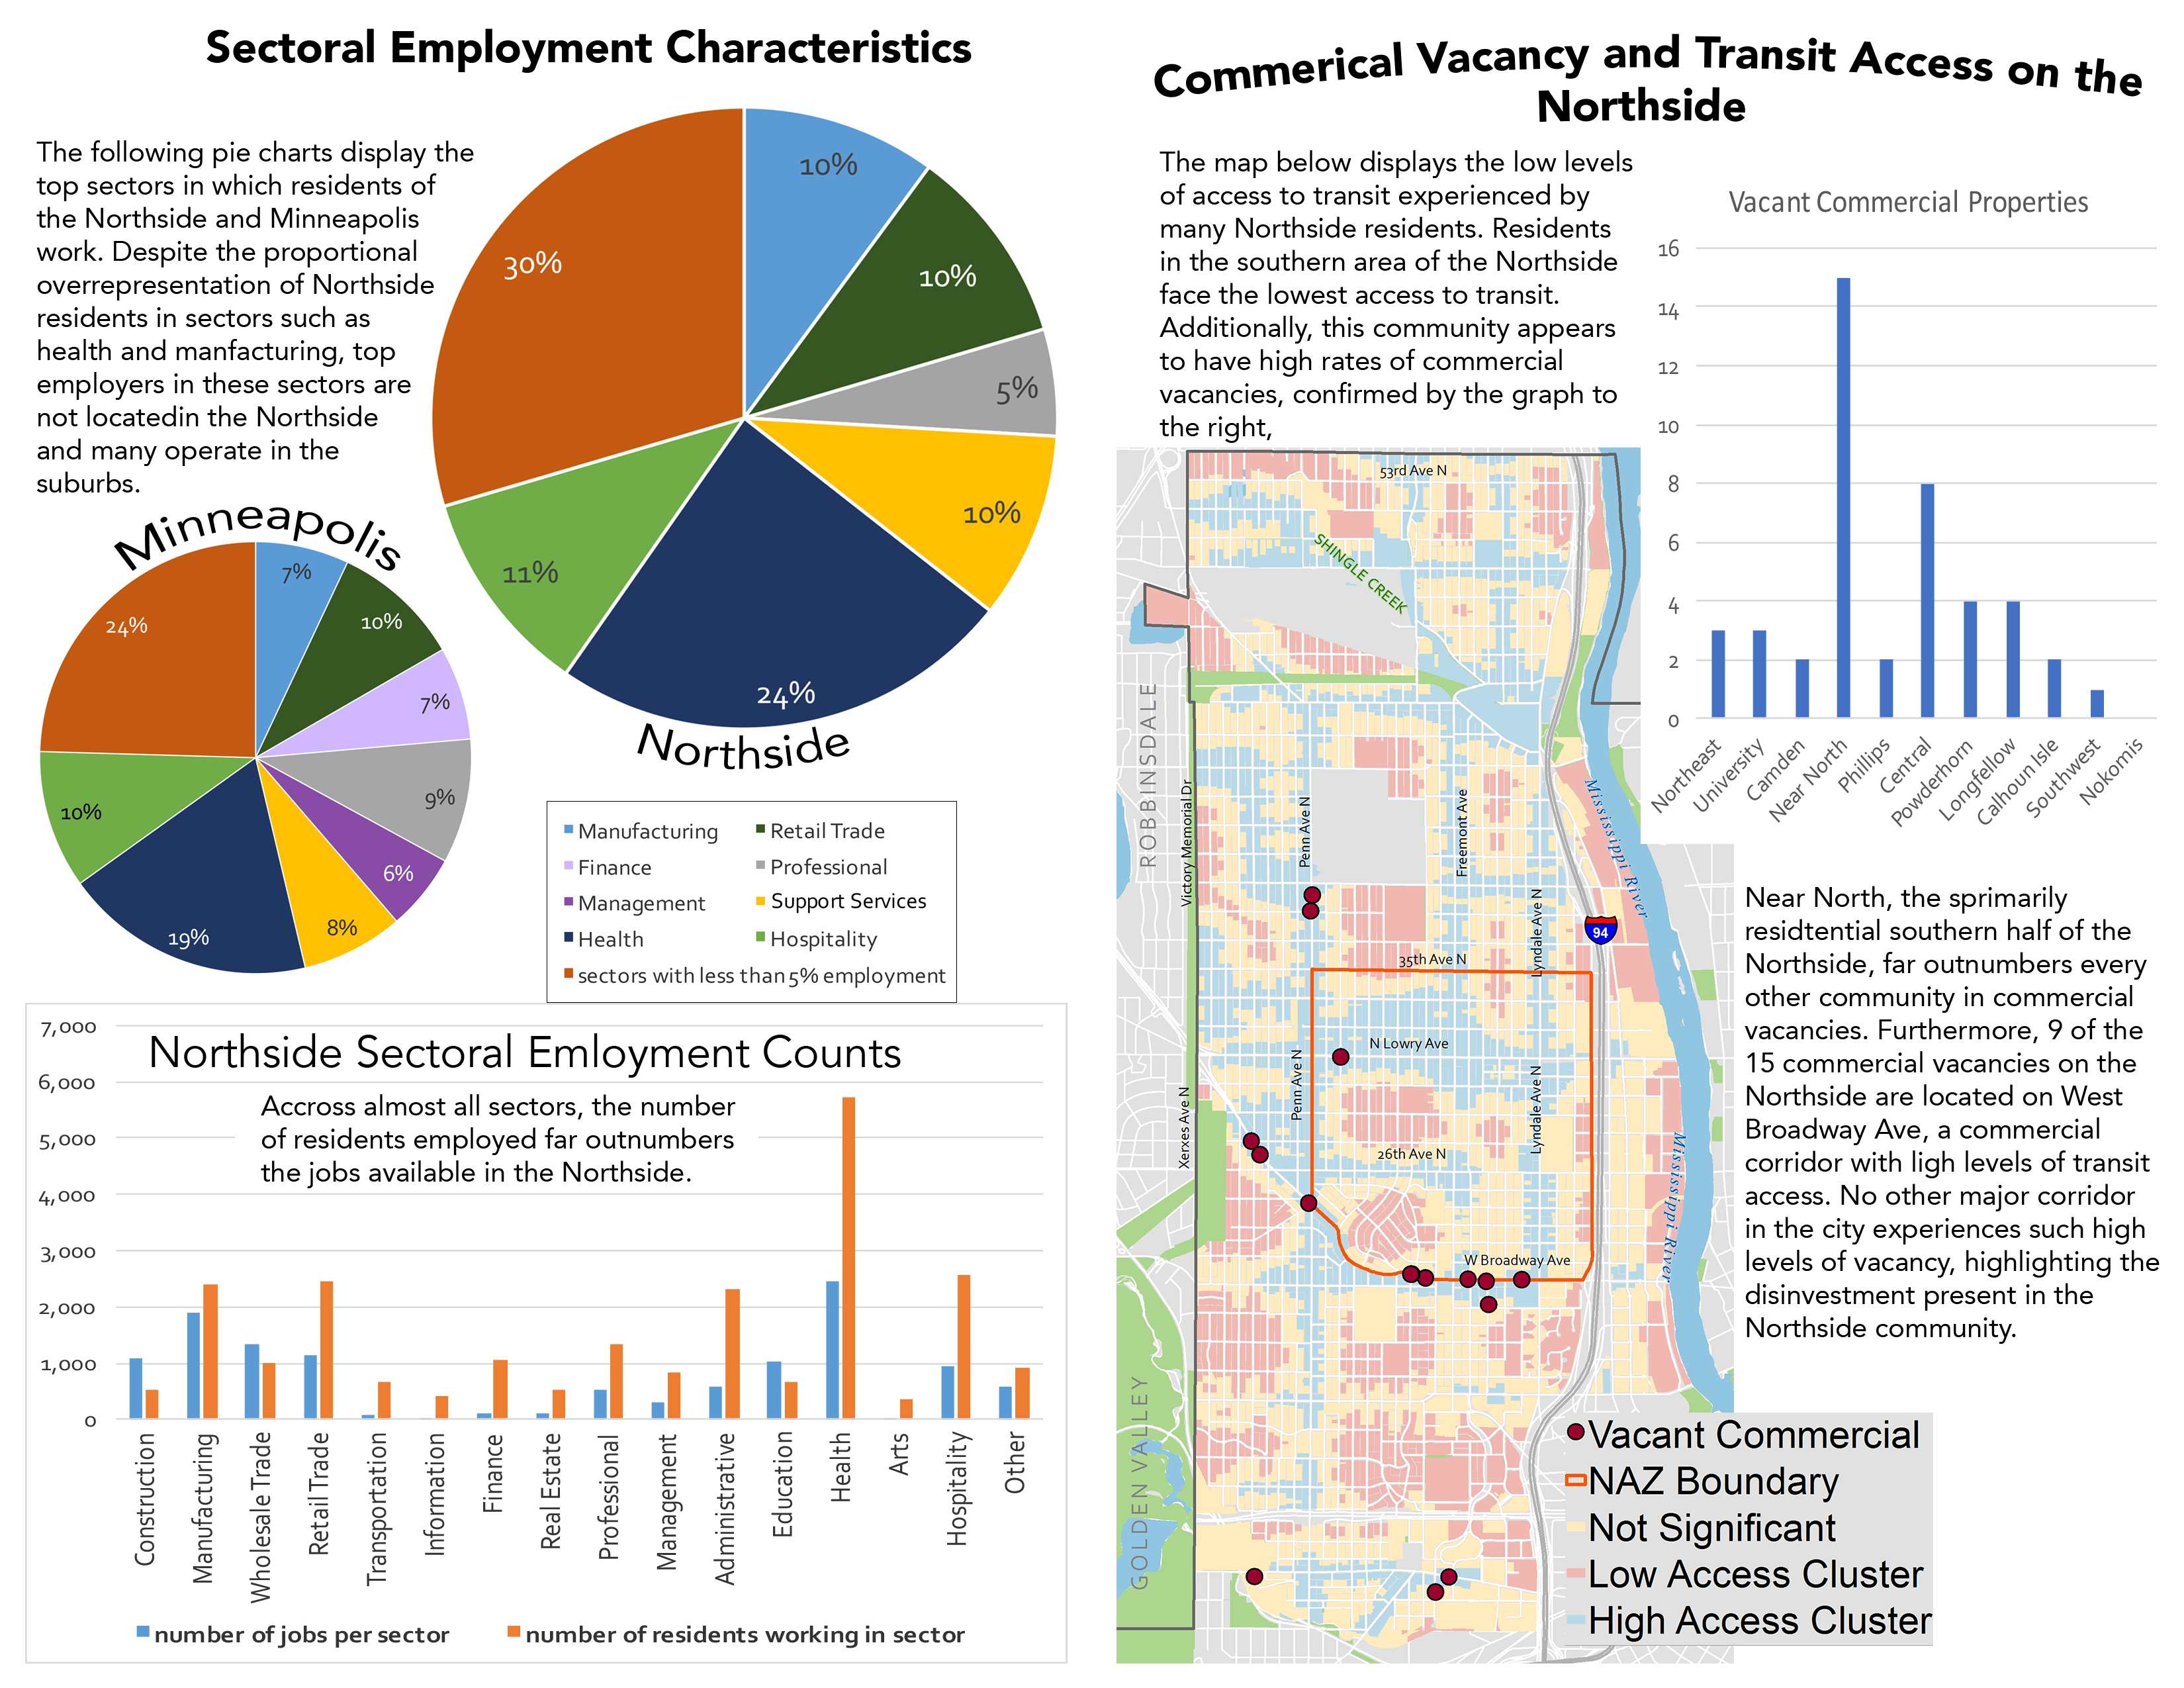 Sectoral Employment Characteristics
The following pie charts display the
top sectors in which residents of
the Northside and Minneapolis
work. Despite the proportional
overrepresentation of Northside
residents in sectors such as
health and manfacturing, top
employers in these sectors are
not locatedin the Northside
and many operate in the
suburbs.
10%
10%
5%
10%
24%
11%
30%
Northside
Minneapolis
7%
10%
7%
9%
6%
8%
19%
10%
24%
Manufacturing
Retail Trade
Finance
Professional
Management
Support Services
Health
Hospitality
sectors with less than 5% employment
Northside Sectoral Emloyment Counts
Accross almost all sectors, the number
of residents employed far outnumbers
the jobs available in the Northside.
7,000
6,000
5,000
4,000
3,000
2,000
1,000
0
Construction
Manufacturing
Wholesale Trade
Retail Trade
Transportation
Information
Finance
Real Estate
Professional
Management
Administrative
Education
Health
Arts
Hospitality
Other
number of jobs per sector
number of residents working in sector
Commerical Vacancy and Transit Access on the
Northside
The map below displays the low levels
of access to transit experienced by
many Northside residents. Residents
in the southern area of the Northside
face the lowest access to transit.
Additionally, this community appears
to have high rates of commercial
vacancies, confirmed by the graph to
the right,
Vacant Commercial Properties
16
14
12
10
8
6
4
2
0
Northeast
University
Camden
Near North
Phillips
Central
Powderhorn
Longfellow
Calhoun Isle
Southwest
Nokomis
53rd Ave N
SHINGLE CREEK
ROBBINSDALE
Victory Memorial Dr
Penn Ave N
Freemont Ave
Mississippi River
Lyndale Ave N
94
35th Ave N
N Lowry Ave
Penn Ave N
Xerxes Ave N
Lyndale Ave N
26th Ave N
Mississippi River
W Broadway Ave
GOLDEN VALLEY
Near North, the sprimarily
residtential southern half of the
Northside, far outnumbers every
other community in commercial
vacancies. Furthermore, 9 of the
15 commercial vacancies on the
Northside are located on West
Broadway Ave, a commercial
corridor with ligh levels of transit
access. No other major corridor
in the city experiences such high
levels of vacancy, highlighting the
disinvestment present in the
Northside community.
Vacant Commercial
NAZ Boundary
Not Significant
Low Access Cluster
High Access Cluster